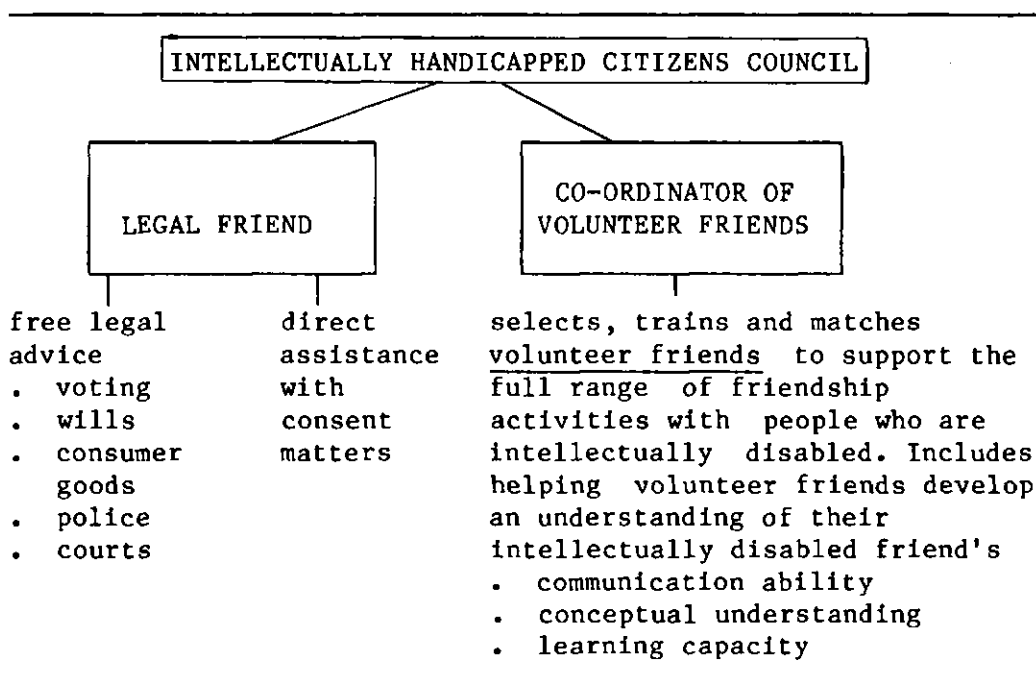 INTELLECTUALLY HANDICAPPED CITIZENS COUNCIL
LEGAL FRIEND
CO-ORDINATOR OF
VOLUNTEER FRIENDS
free legal
advice
. voting
. wills
. consumer
goods
. police
. courts
direct
assistance
with
consent
matters
selects, trains and matches
volunteer friends to support the
full range of friendship
activities with people who are
intellectually disabled. Includes
helping volunteer friends develop
an understanding of their
intellectually disabled friend's
. communication ability
. conceptual understanding
. learning capacity